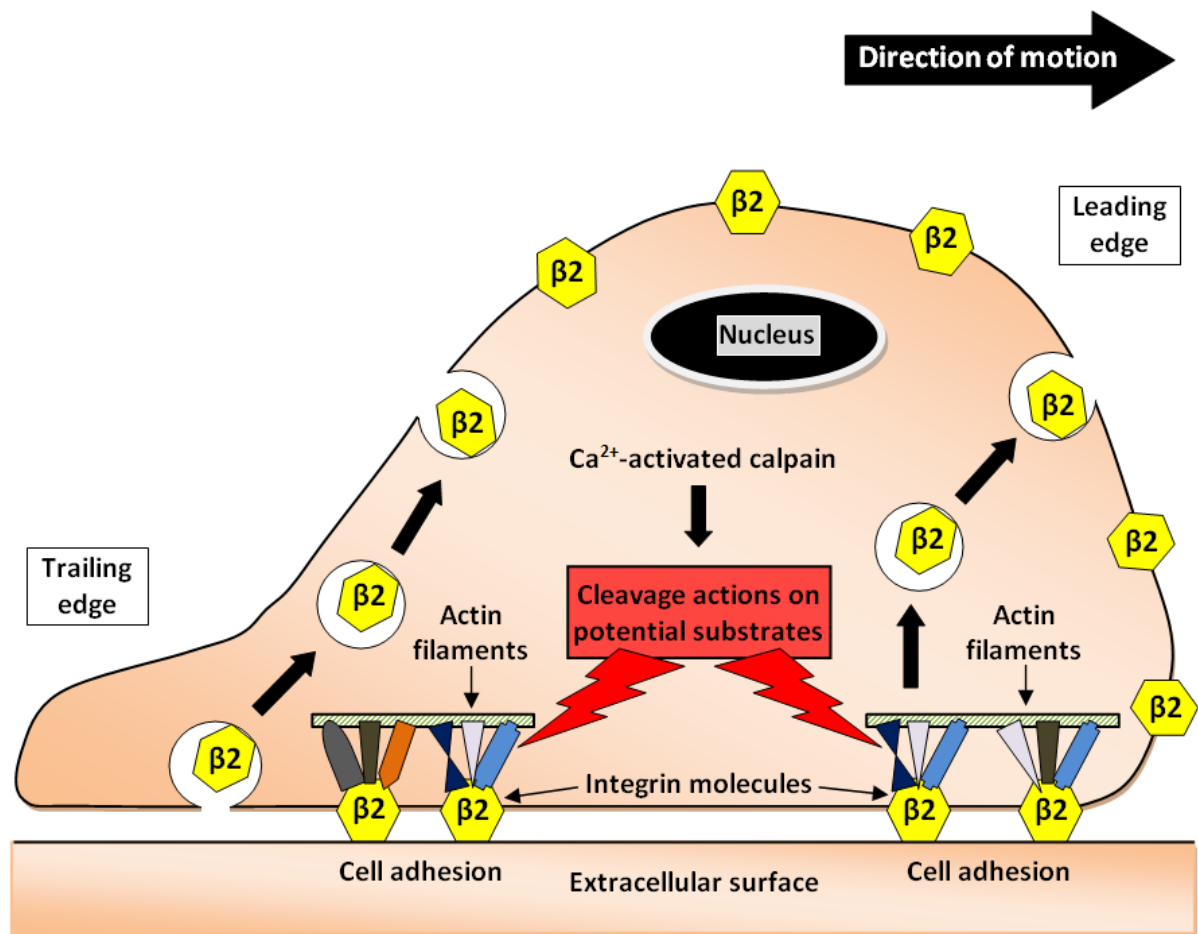 Direction of motion
Leading
edge
β2
β2
β2
Nucleus
β2
β2
Ca²⁺-activated calpain
β2
β2
β2
Trailing
edge
Cleavage actions on
potential substrates
Actin
filaments
Actin
filaments
β2
β2
Integrin molecules
β2
β2
β2
β2
Cell adhesion
Extracellular surface
Cell adhesion